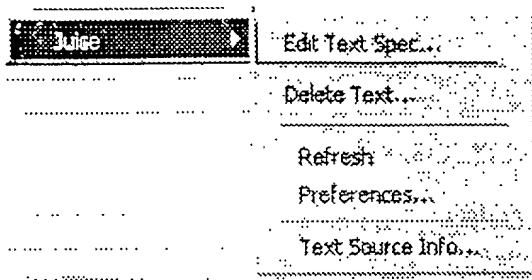 Juice
Edit Text Spec...
Delete Text...
Refresh
Preferences...
Text Source Info...